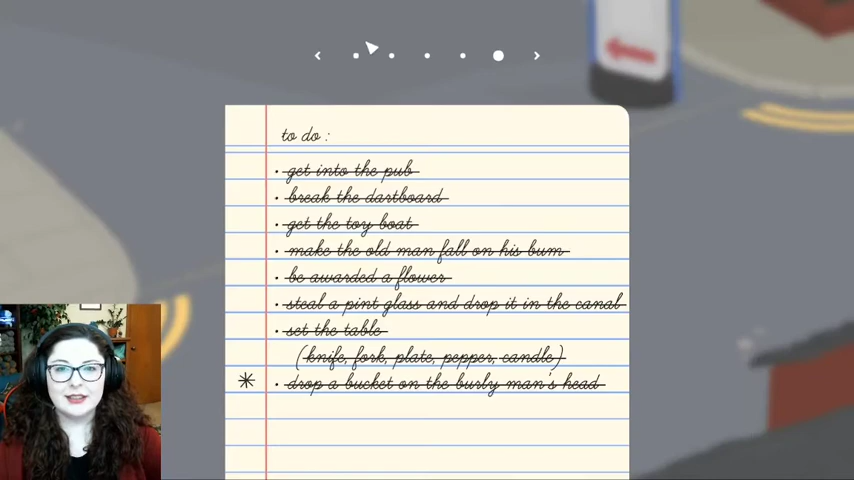 to do :
• get into the pub
• break the dartboard
• get the toy boat
• make the old man fall on his bum
• be awarded a flower
• steal a pint glass and drop it in the canal
• set the table
(knife, fork, plate, pepper, candle)
* • drop a bucket on the burly man's head